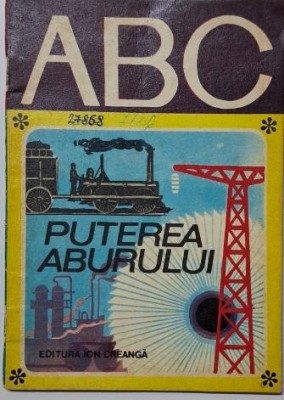 ABC
27868
PUTEREA
ABURULUI
EDITURA ION CREANGĂ